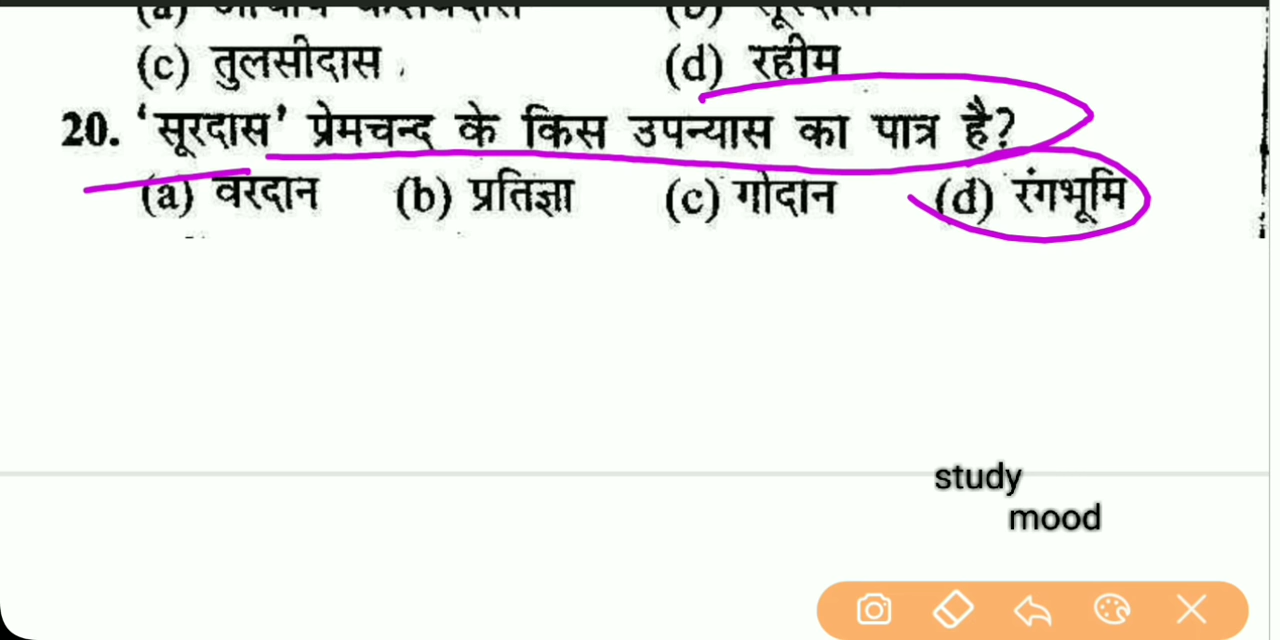 (c) तुलसीदास (d) रहीम
20. 'सूरदास' प्रेमचन्द के किस उपन्यास का पात्र है?
(a) वरदान (b) प्रतिज्ञा (c) गोदान (d) रंगभूमि
study
mood